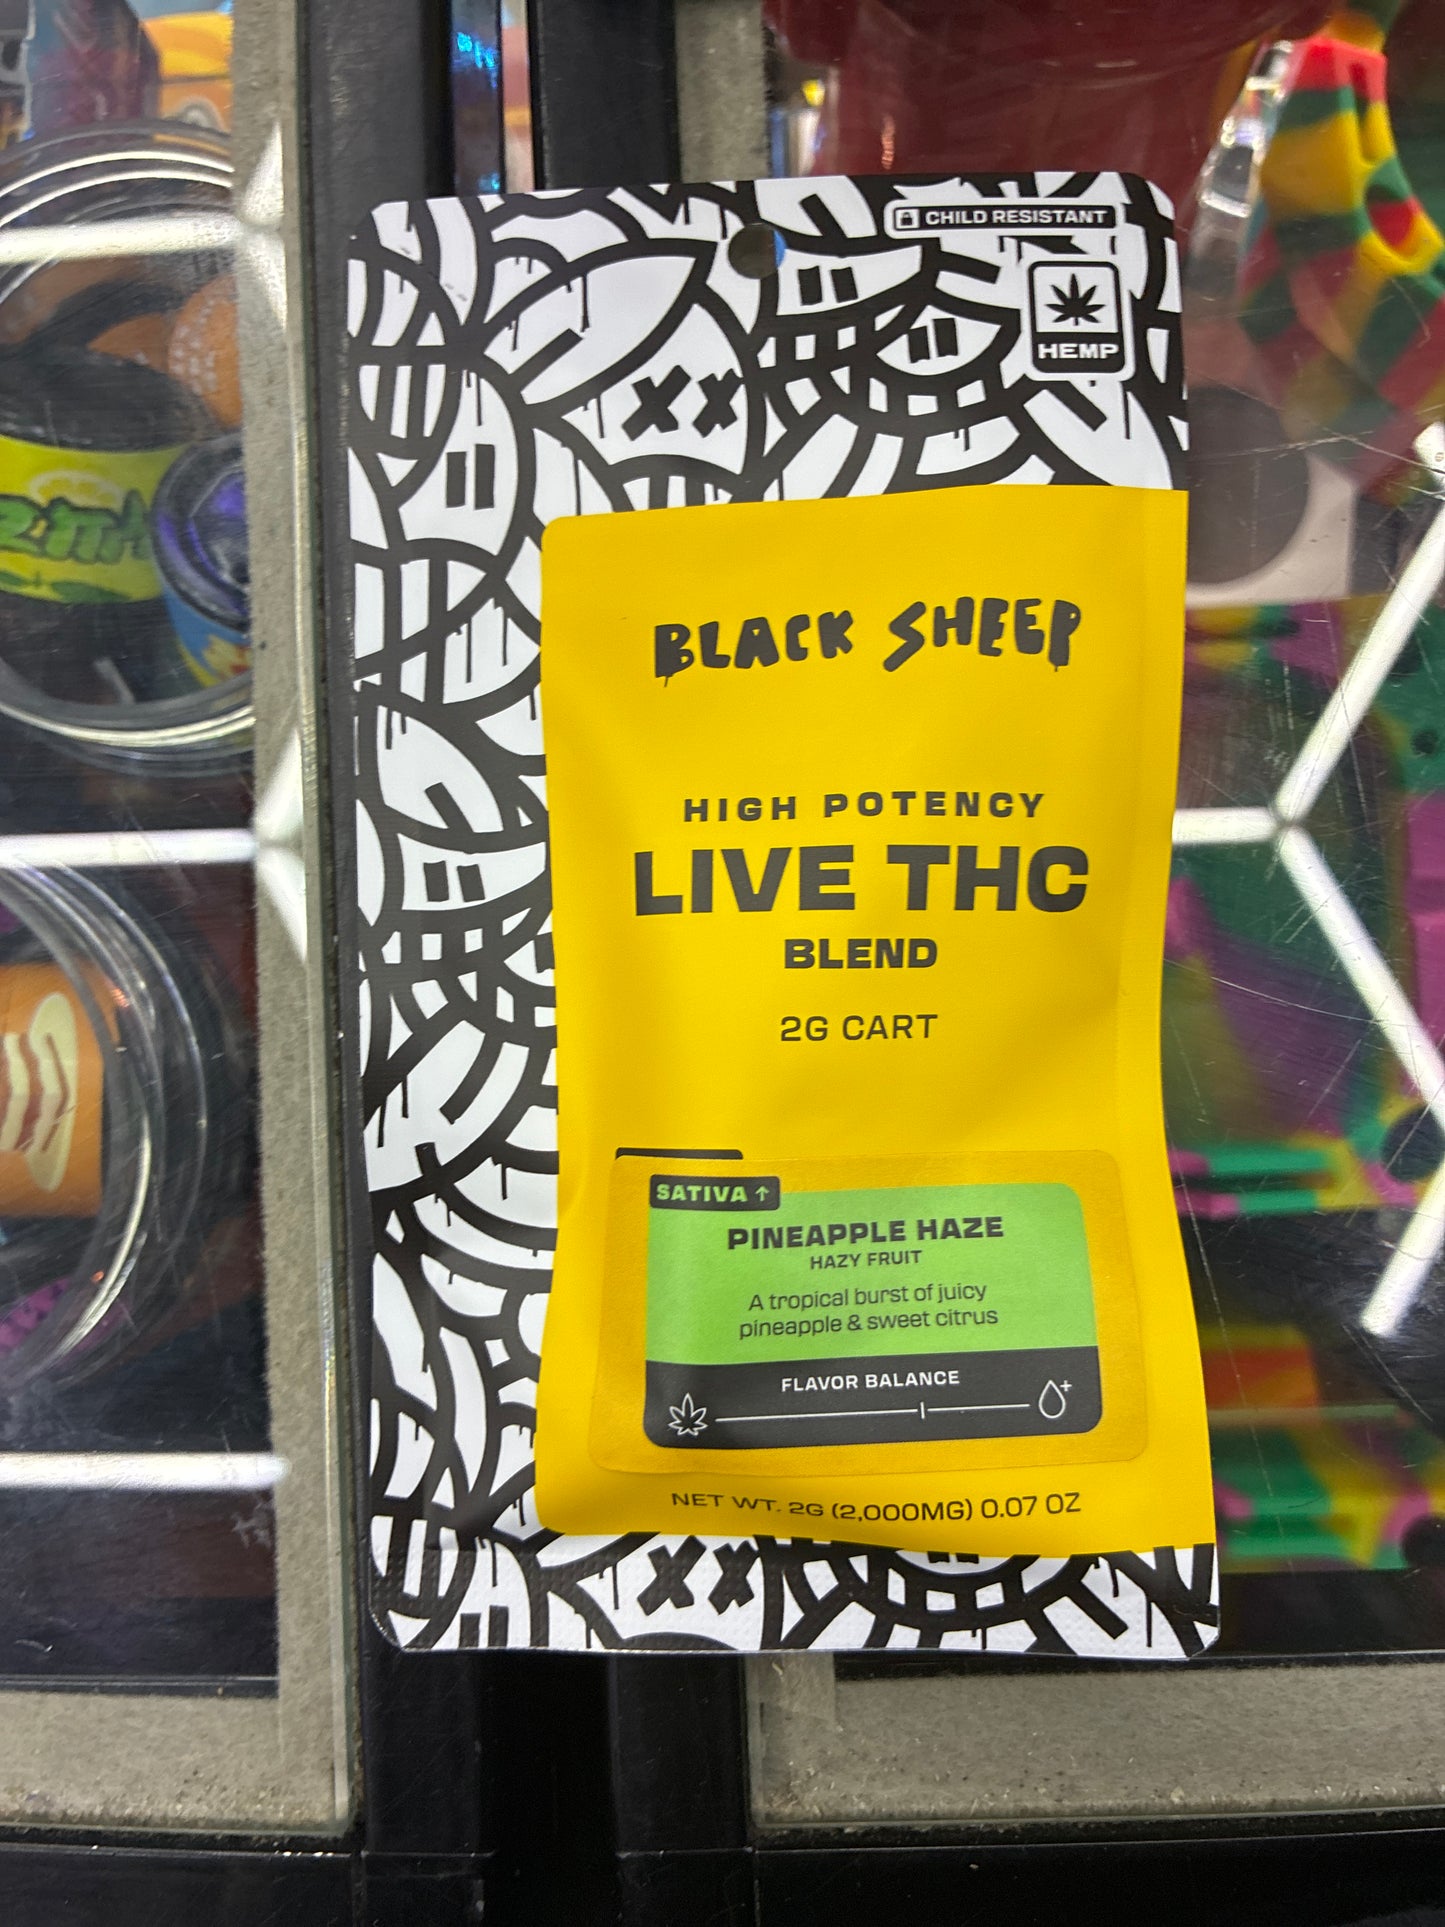 CHILD RESISTANT
HEMP
BLACK SHEEP
HIGH POTENCY
LIVE THC
BLEND
2G CART
SATIVA ↑
PINEAPPLE HAZE
HAZY FRUIT
A tropical burst of juicy
pineapple & sweet citrus
FLAVOR BALANCE
NET WT. 2G (2,000MG) 0.07 OZ